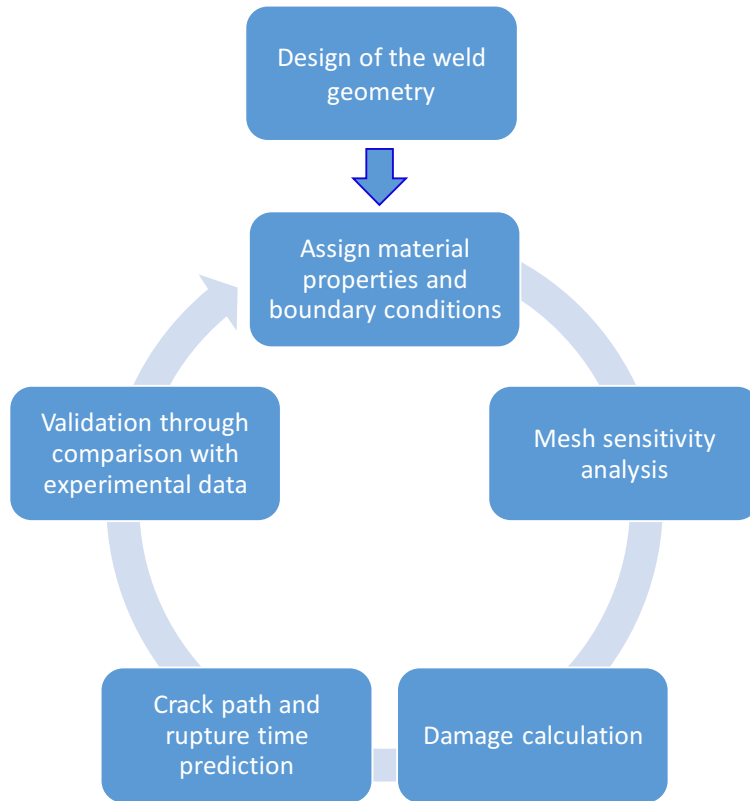 Design of the weld
geometry
Assign material
properties and
boundary conditions
Mesh sensitivity
analysis
Damage calculation
Crack path and
rupture time
prediction
Validation through
comparison with
experimental data